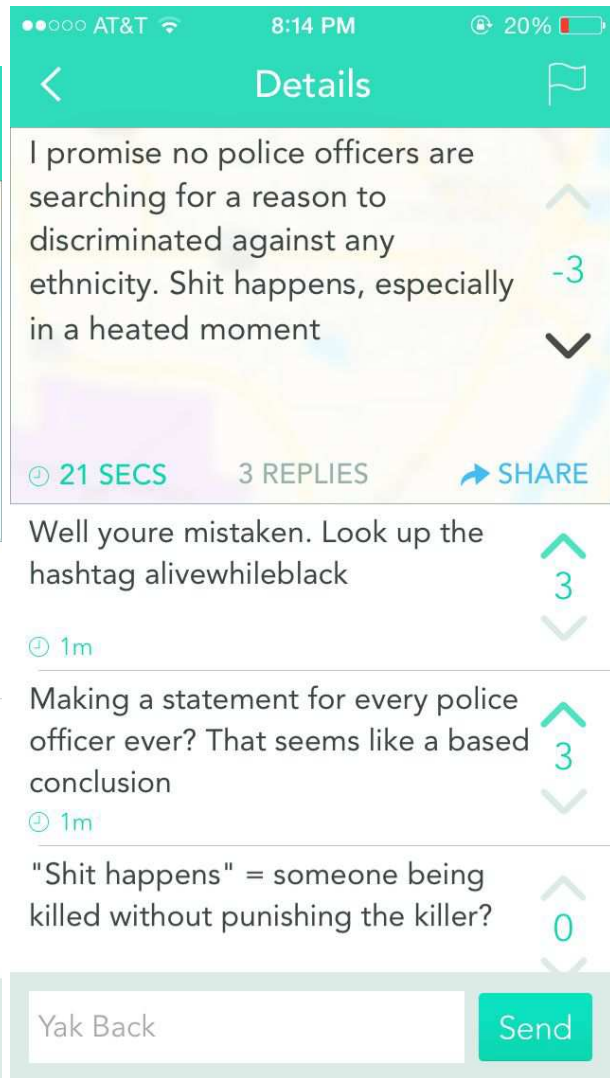 AT&T 8:14 PM 20%
Details
I promise no police officers are
searching for a reason to
discriminated against any
ethnicity. Shit happens, especially
in a heated moment
-3
21 SECS 3 REPLIES SHARE
Well youre mistaken. Look up the
hashtag alivewhileblack
3
1m
Making a statement for every police
officer ever? That seems like a based
conclusion
3
1m
"Shit happens" = someone being
killed without punishing the killer?
0
Yak Back Send